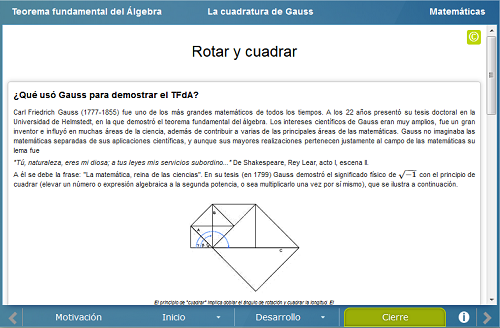 Teorema fundamental del Álgebra La cuadratura de Gauss Matemáticas
©
Rotar y cuadrar
¿Qué usó Gauss para demostrar el TFdA?
Carl Friedrich Gauss (1777-1855) fue uno de los más grandes matemáticos de todos los tiempos. A los 22 años presentó su tesis doctoral en la
Universidad de Helmstedt, en la que demostró el teorema fundamental del álgebra. Los intereses científicos de Gauss eran muy amplios, fue un gran
inventor e influyó en muchas áreas de la ciencia, además de contribuir a varias de las principales áreas de las matemáticas. Gauss no imaginaba las
matemáticas separadas de sus aplicaciones científicas, y aunque sus mayores realizaciones pertenecen justamente al campo de las matemáticas su
lema fue
"Tú, naturaleza, eres mi diosa; a tus leyes mis servicios subordino..." De Shakespeare, Rey Lear, acto I, escena II.
A él se debe la frase: "La matemática, reina de las ciencias". En su tesis (en 1799) Gauss demostró el significado físico de √−1 con el principio de
cuadrar (elevar un número o expresión algebraica a la segunda potencia, o sea multiplicarlo una vez por sí mismo), que se ilustra a continuación.
B
A
C
El principio de "cuadrar" implica doblar el ángulo de rotación y cuadrar la longitud. El
Motivación Inicio Desarrollo Cierre i